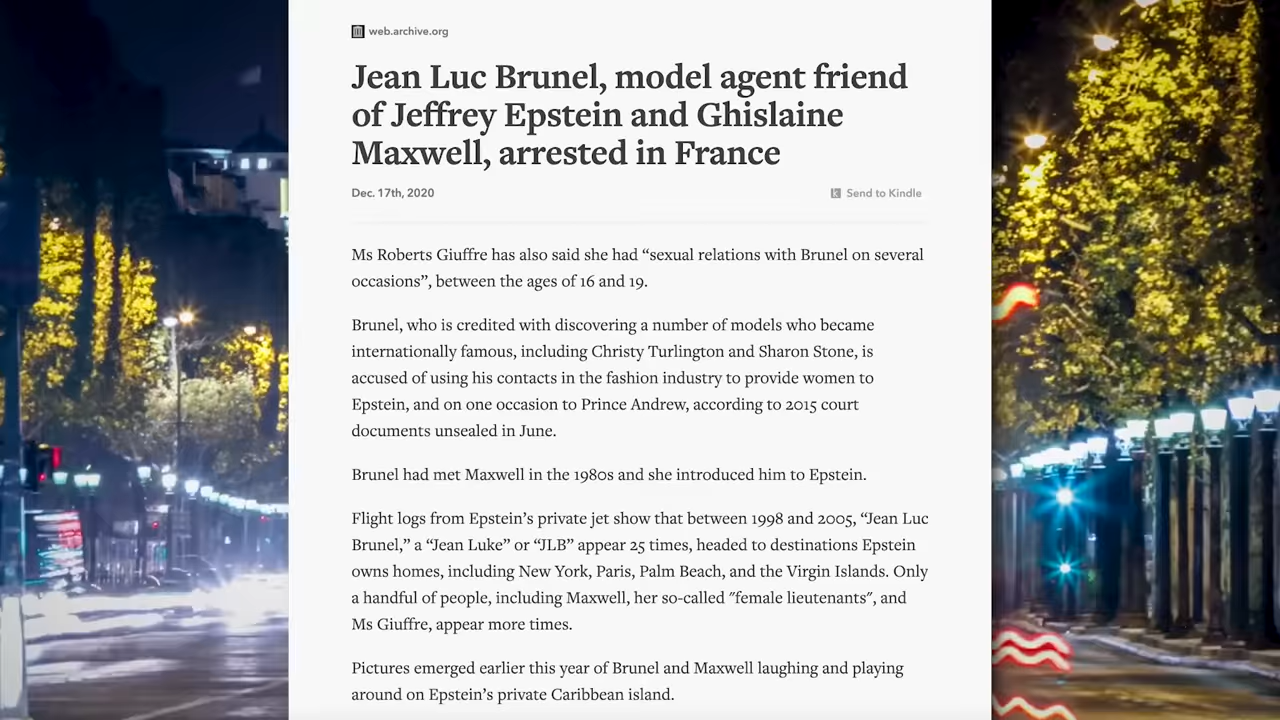 web.archive.org
Jean Luc Brunel, model agent friend
of Jeffrey Epstein and Ghislaine
Maxwell, arrested in France
Dec. 17th, 2020
Send to Kindle
Ms Roberts Giuffre has also said she had “sexual relations with Brunel on several
occasions”, between the ages of 16 and 19.
Brunel, who is credited with discovering a number of models who became
internationally famous, including Christy Turlington and Sharon Stone, is
accused of using his contacts in the fashion industry to provide women to
Epstein, and on one occasion to Prince Andrew, according to 2015 court
documents unsealed in June.
Brunel had met Maxwell in the 1980s and she introduced him to Epstein.
Flight logs from Epstein’s private jet show that between 1998 and 2005, “Jean Luc
Brunel,” a “Jean Luke” or “JLB” appear 25 times, headed to destinations Epstein
owns homes, including New York, Paris, Palm Beach, and the Virgin Islands. Only
a handful of people, including Maxwell, her so-called "female lieutenants", and
Ms Giuffre, appear more times.
Pictures emerged earlier this year of Brunel and Maxwell laughing and playing
around on Epstein’s private Caribbean island.